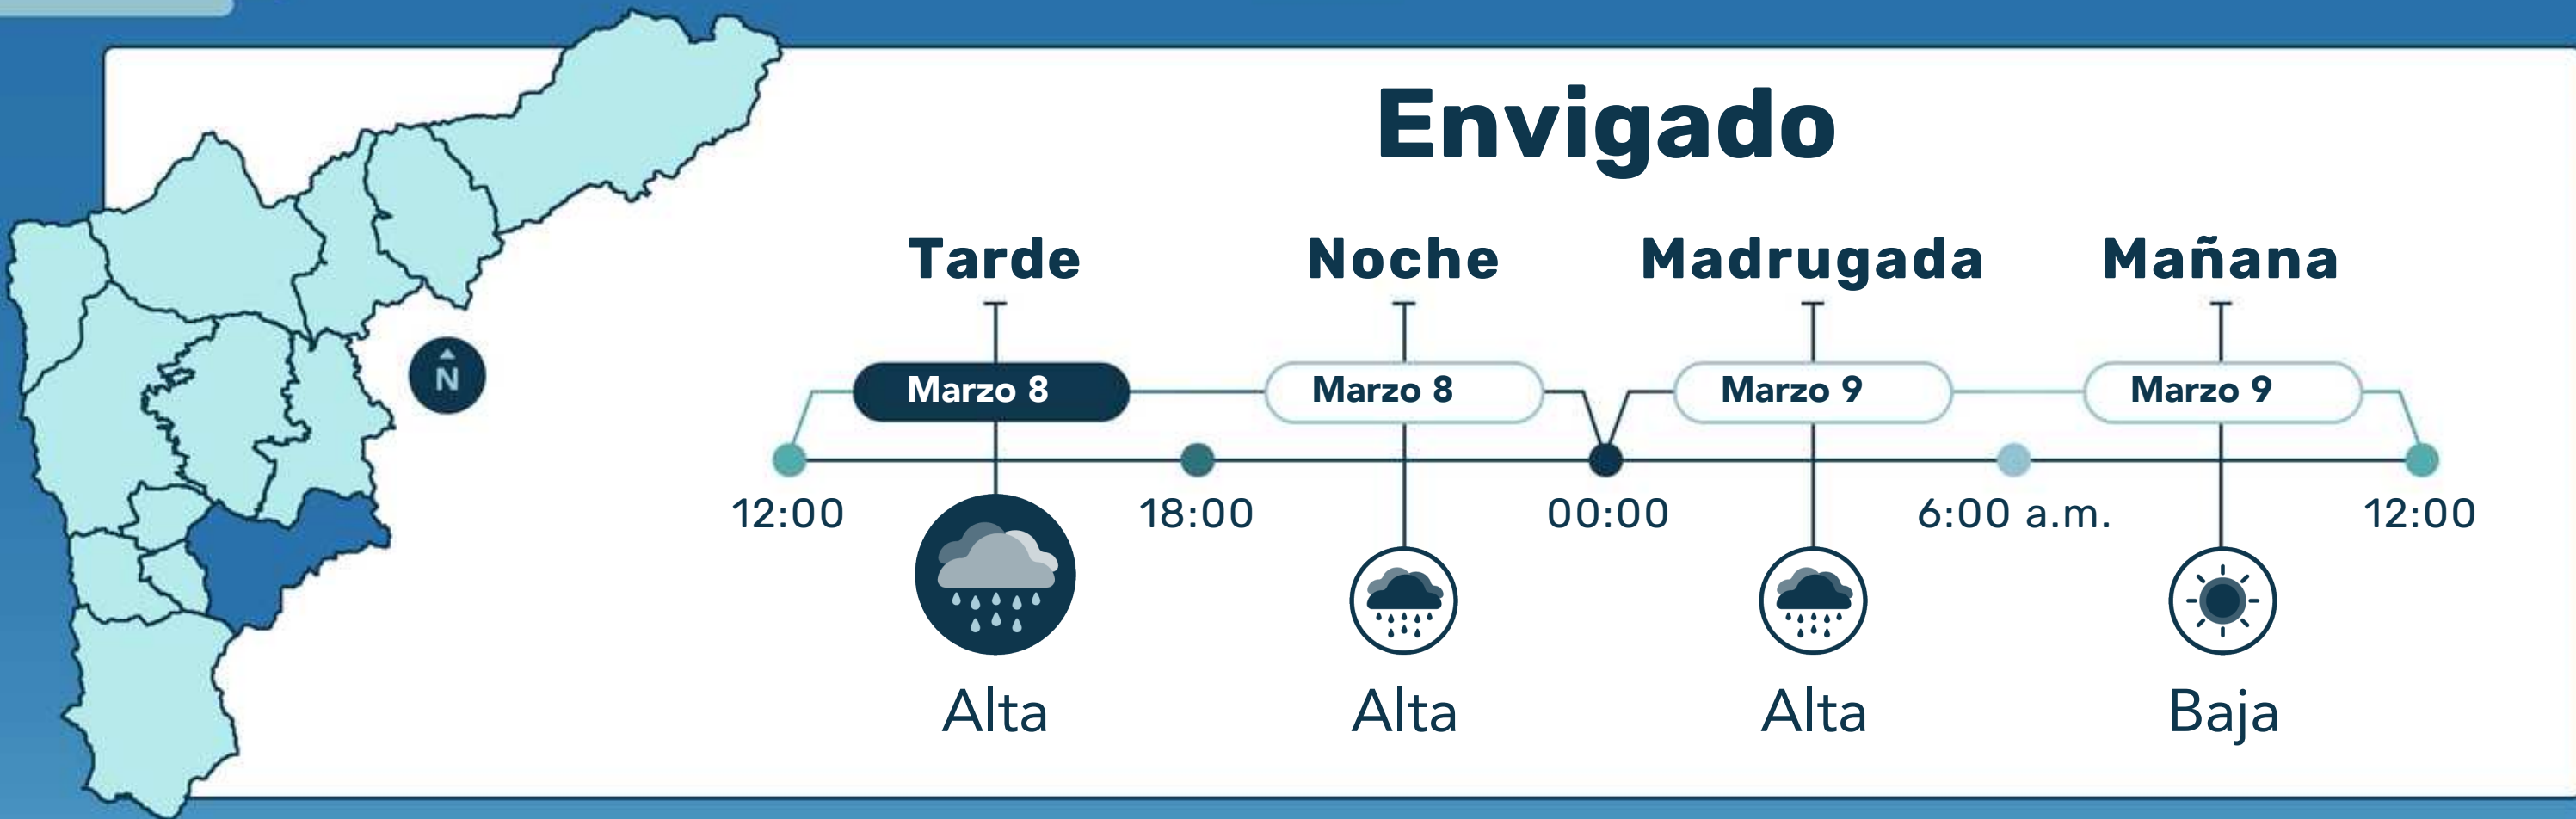 Envigado
Tarde Noche Madrugada Mañana
Marzo 8 Marzo 8 Marzo 9 Marzo 9
N
12:00 18:00 00:00 6:00 a.m. 12:00
Alta Alta Alta Baja